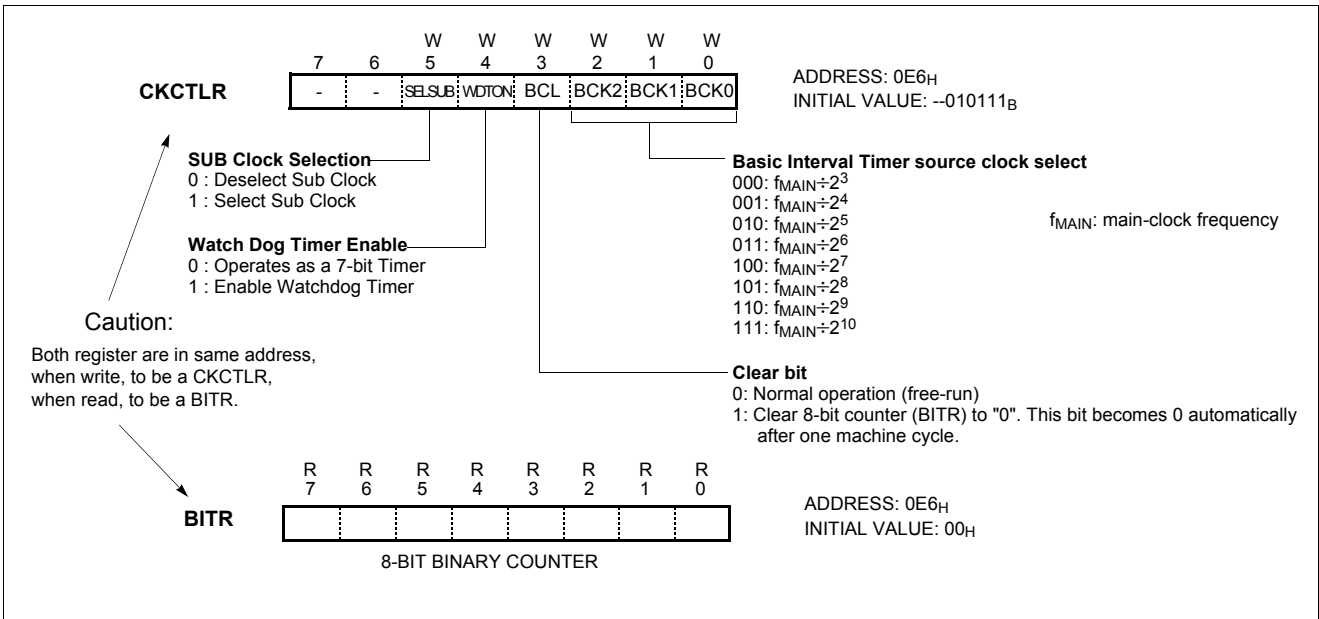 W W W W W W
7 6 5 4 3 2 1 0
CKCTLR - - SELSUB WDTON BCL BCK2 BCK1 BCK0
ADDRESS: 0E6H
INITIAL VALUE: --010111B
SUB Clock Selection
0 : Deselect Sub Clock
1 : Select Sub Clock
Watch Dog Timer Enable
0 : Operates as a 7-bit Timer
1 : Enable Watchdog Timer
Basic Interval Timer source clock select
000: fMAIN÷2³
001: fMAIN÷2⁴
010: fMAIN÷2⁵
011: fMAIN÷2⁶
100: fMAIN÷2⁷
101: fMAIN÷2⁸
110: fMAIN÷2⁹
111: fMAIN÷2¹⁰
fMAIN: main-clock frequency
Caution:
Both register are in same address,
when write, to be a CKCTLR,
when read, to be a BITR.
Clear bit
0: Normal operation (free-run)
1: Clear 8-bit counter (BITR) to "0". This bit becomes 0 automatically
after one machine cycle.
R R R R R R R R
7 6 5 4 3 2 1 0
BITR
ADDRESS: 0E6H
INITIAL VALUE: 00H
8-BIT BINARY COUNTER